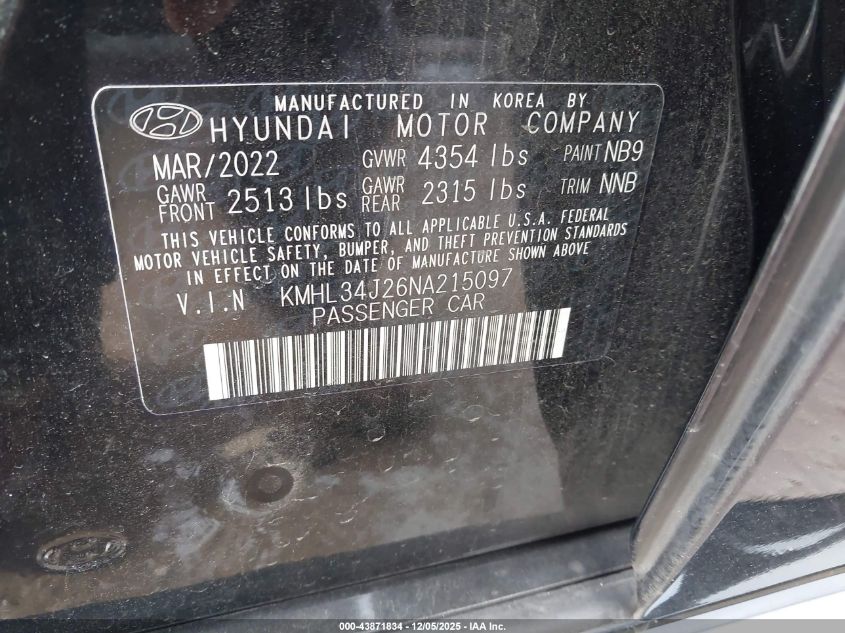 MANUFACTURED IN KOREA BY
HYUNDAI MOTOR COMPANY
MAR/2022 GVWR 4354 lbs PAINT NB9
GAWR FRONT 2513 lbs GAWR REAR 2315 lbs TRIM NNB
THIS VEHICLE CONFORMS TO ALL APPLICABLE U.S.A. FEDERAL
MOTOR VEHICLE SAFETY, BUMPER, AND THEFT PREVENTION STANDARDS
IN EFFECT ON THE DATE OF MANUFACTURE SHOWN ABOVE
V.I.N KMHL34J26NA215097
PASSENGER CAR
000-43871834 - 12/05/2025 - IAA Inc.